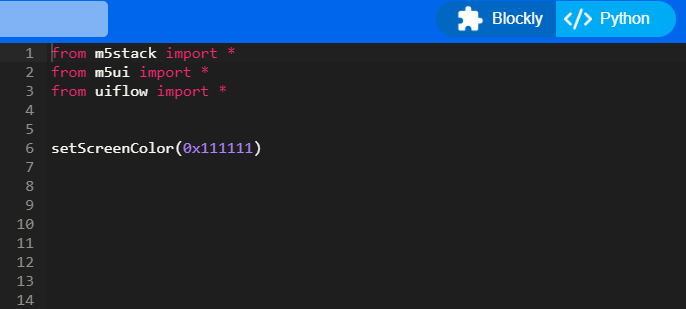 Blockly
</> Python
1 from m5stack import *
2 from m5ui import *
3 from uiflow import *
4
5
6 setScreenColor(0x111111)
7
8
9
10
11
12
13
14